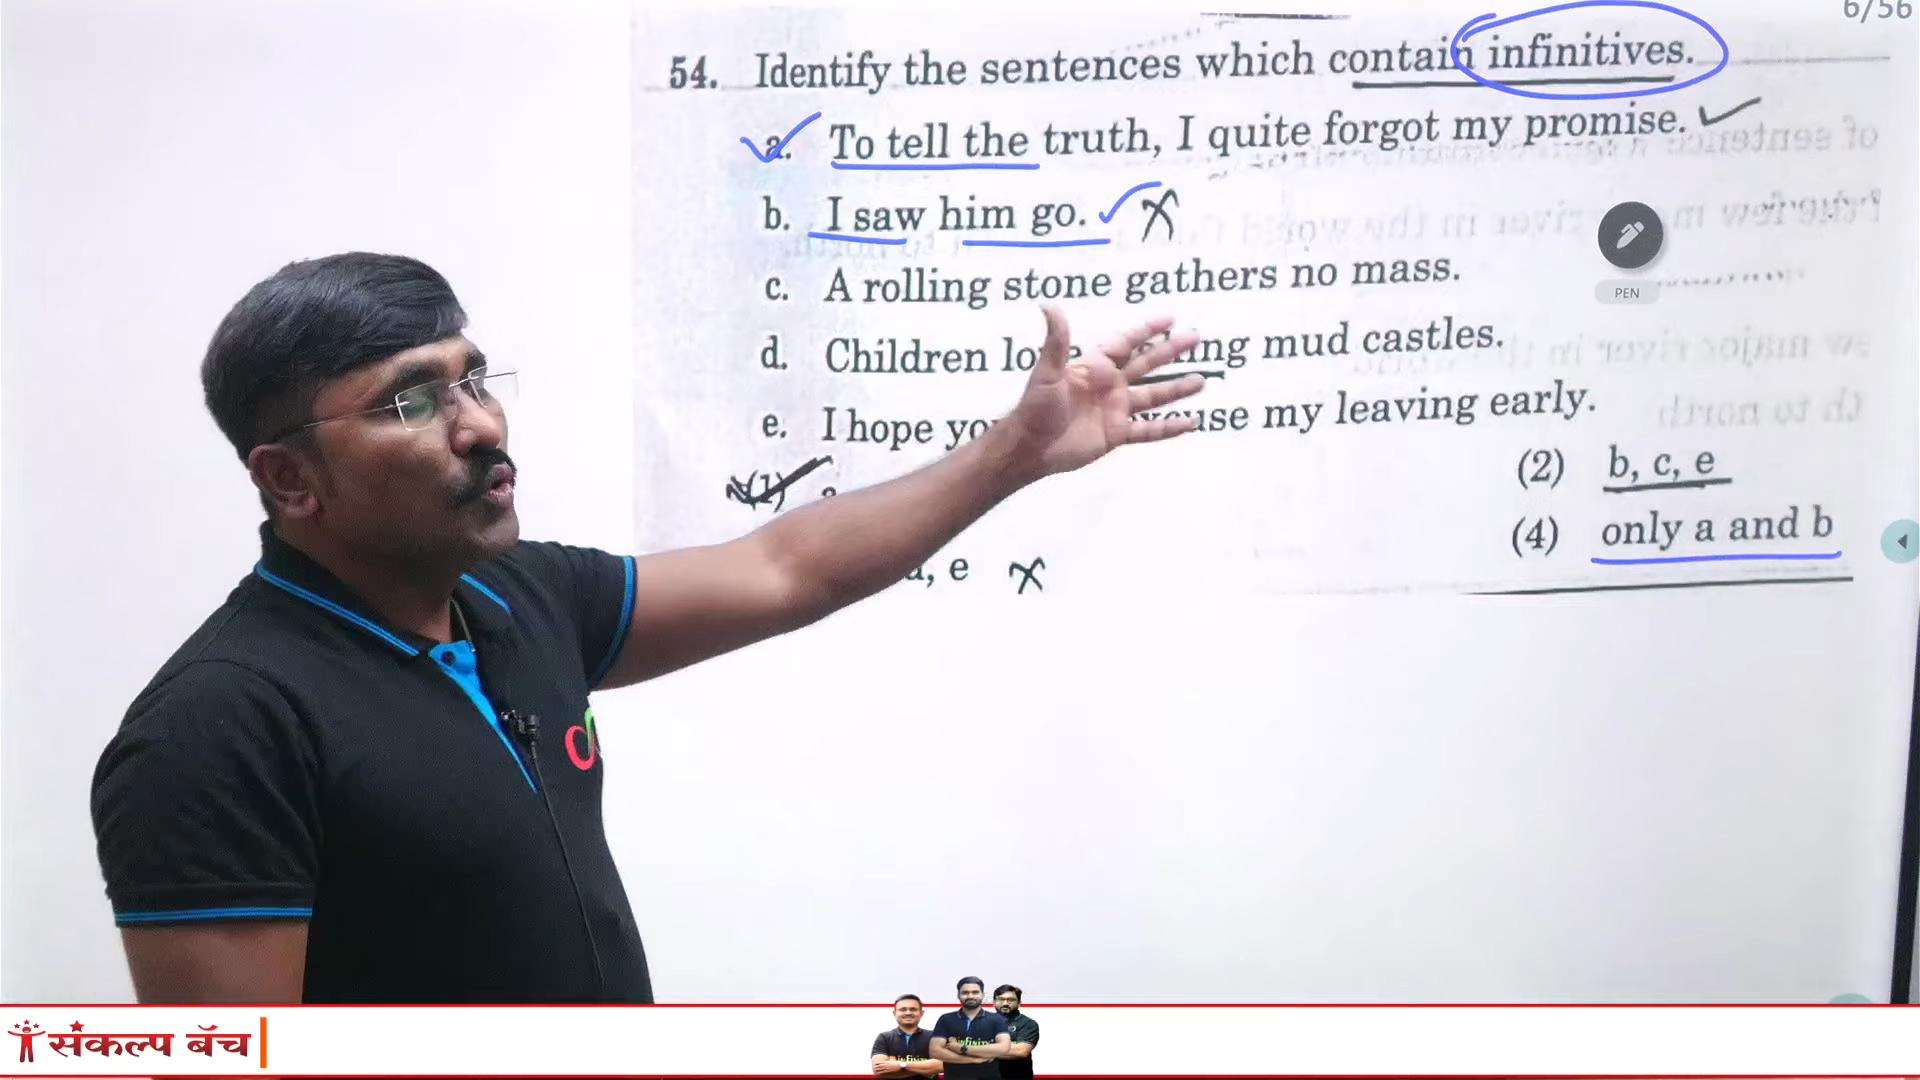 6/56
54. Identify the sentences which contain infinitives.
a. To tell the truth, I quite forgot my promise.
b. I saw him go.
c. A rolling stone gathers no mass.
PEN
d. Children mud castles.
e. I hope my leaving early.
(1) (2) b, c, e
e (4) only a and b
संकल्प बॅच